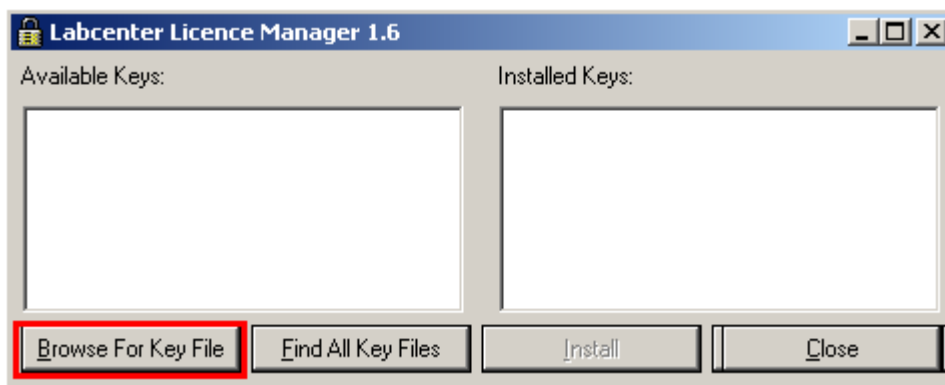 Labcenter Licence Manager 1.6
Available Keys:
Installed Keys:
Browse For Key File
Find All Key Files
Install
Close